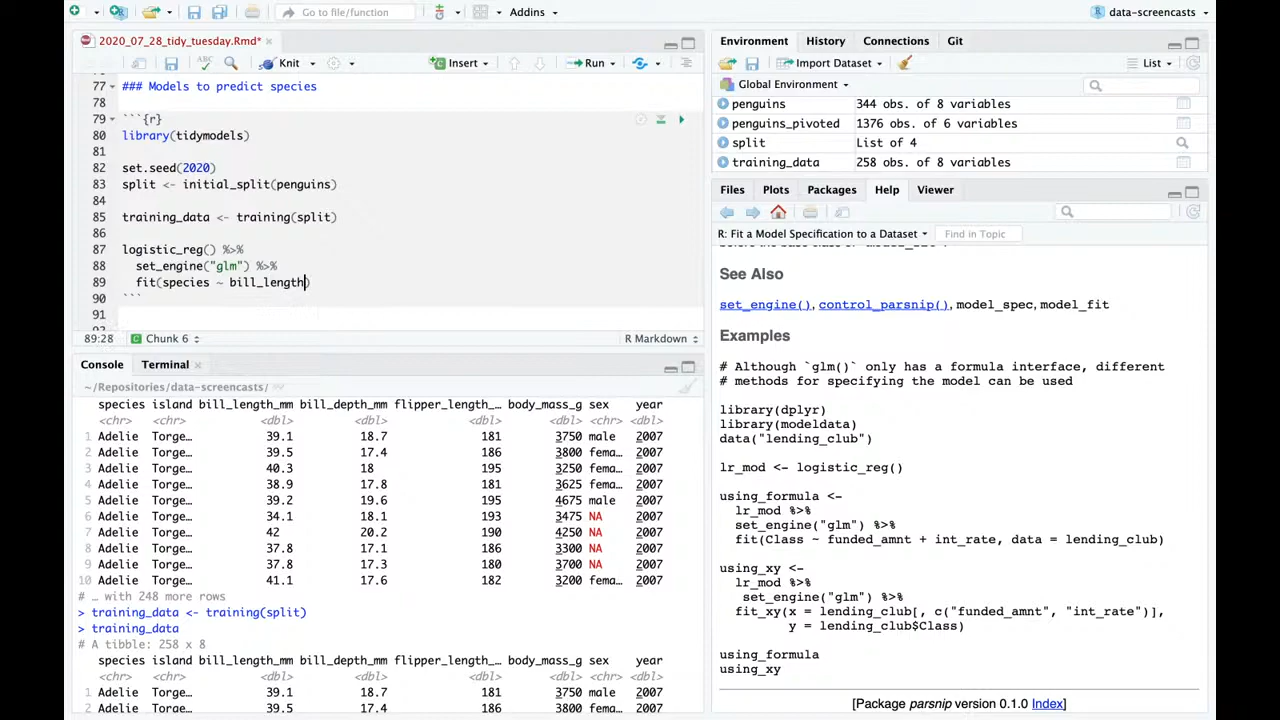 Go to file/function
Addins
data-screencasts
2020_07_28_tidy_tuesday.Rmd*
Knit
Insert
Run
77 ### Models to predict species
78
79 ```{r}
80 library(tidymodels)
81
82 set.seed(2020)
83 split <- initial_split(penguins)
84
85 training_data <- training(split)
86
87 logistic_reg() %>%
88 set_engine("glm") %>%
89 fit(species ~ bill_length)
90 ```
91
89:28 Chunk 6 R Markdown
Console Terminal
~/Repositories/data-screencasts/
species island bill_length_mm bill_depth_mm flipper_length_… body_mass_g sex year
<chr> <chr> <dbl> <dbl> <dbl> <dbl> <chr> <dbl>
1 Adelie Torge… 39.1 18.7 181 3750 male 2007
2 Adelie Torge… 39.5 17.4 186 3800 fema… 2007
3 Adelie Torge… 40.3 18 195 3250 fema… 2007
4 Adelie Torge… 38.9 17.8 181 3625 fema… 2007
5 Adelie Torge… 39.2 19.6 195 4675 male 2007
6 Adelie Torge… 34.1 18.1 193 3475 NA 2007
7 Adelie Torge… 42 20.2 190 4250 NA 2007
8 Adelie Torge… 37.8 17.1 186 3300 NA 2007
9 Adelie Torge… 37.8 17.3 180 3700 NA 2007
10 Adelie Torge… 41.1 17.6 182 3200 fema… 2007
# … with 248 more rows
> training_data <- training(split)
> training_data
# A tibble: 258 x 8
species island bill_length_mm bill_depth_mm flipper_length_… body_mass_g sex year
<chr> <chr> <dbl> <dbl> <dbl> <dbl> <chr> <dbl>
1 Adelie Torge… 39.1 18.7 181 3750 male 2007
2 Adelie Torge… 39.5 17.4 186 3800 fema… 2007
Environment History Connections Git
Import Dataset List
Global Environment
penguins 344 obs. of 8 variables
penguins_pivoted 1376 obs. of 6 variables
split List of 4
training_data 258 obs. of 8 variables
Files Plots Packages Help Viewer
R: Fit a Model Specification to a Dataset Find in Topic
See Also
set_engine(), control_parsnip(), model_spec, model_fit
Examples
# Although `glm()` only has a formula interface, different
# methods for specifying the model can be used
library(dplyr)
library(modeldata)
data("lending_club")
lr_mod <- logistic_reg()
using_formula <-
lr_mod %>%
set_engine("glm") %>%
fit(Class ~ funded_amnt + int_rate, data = lending_club)
using_xy <-
lr_mod %>%
set_engine("glm") %>%
fit_xy(x = lending_club[, c("funded_amnt", "int_rate")],
y = lending_club$Class)
using_formula
using_xy
[Package parsnip version 0.1.0 Index]